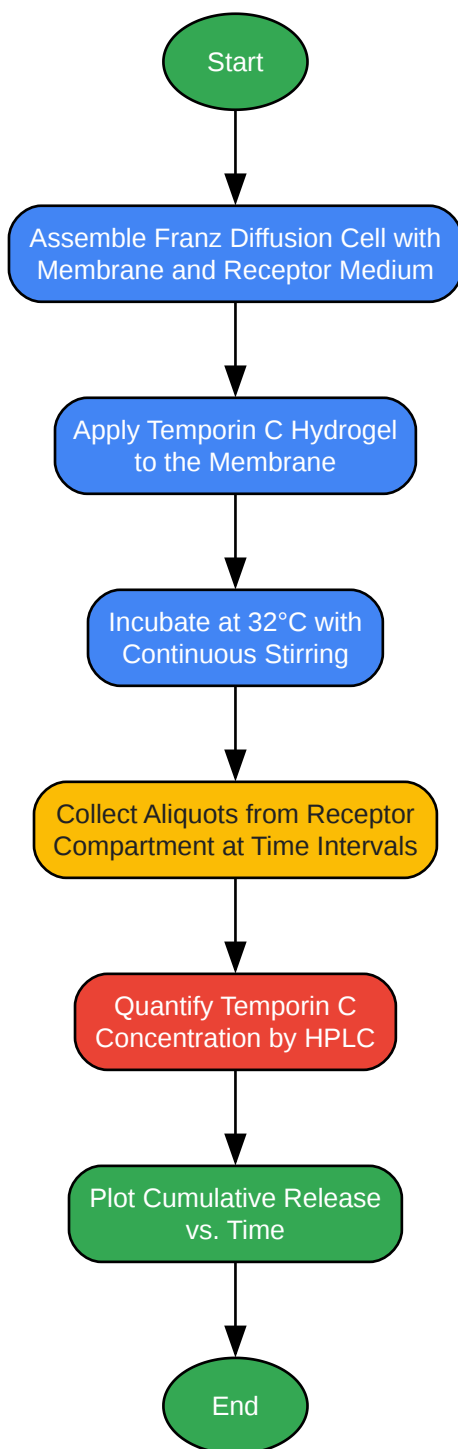 Start
Assemble Franz Diffusion Cell with
Membrane and Receptor Medium
Apply Temporin C Hydrogel
to the Membrane
Incubate at 32°C with
Continuous Stirring
Collect Aliquots from Receptor
Compartment at Time Intervals
Quantify Temporin C
Concentration by HPLC
Plot Cumulative Release
vs. Time
End